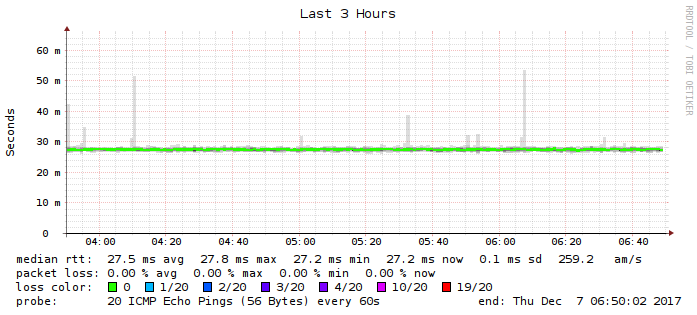 Last 3 Hours
RRDTOOL / TOBI OETIKER
Seconds
60 m
50 m
40 m
30 m
20 m
10 m
0
04:00 04:20 04:40 05:00 05:20 05:40 06:00 06:20 06:40
median rtt: 27.5 ms avg 27.8 ms max 27.2 ms min 27.2 ms now 0.1 ms sd 259.2 am/s
packet loss: 0.00 % avg 0.00 % max 0.00 % min 0.00 % now
loss color: 0 1/20 2/20 3/20 4/20 10/20 19/20
probe: 20 ICMP Echo Pings (56 Bytes) every 60s end: Thu Dec 7 06:50:02 2017